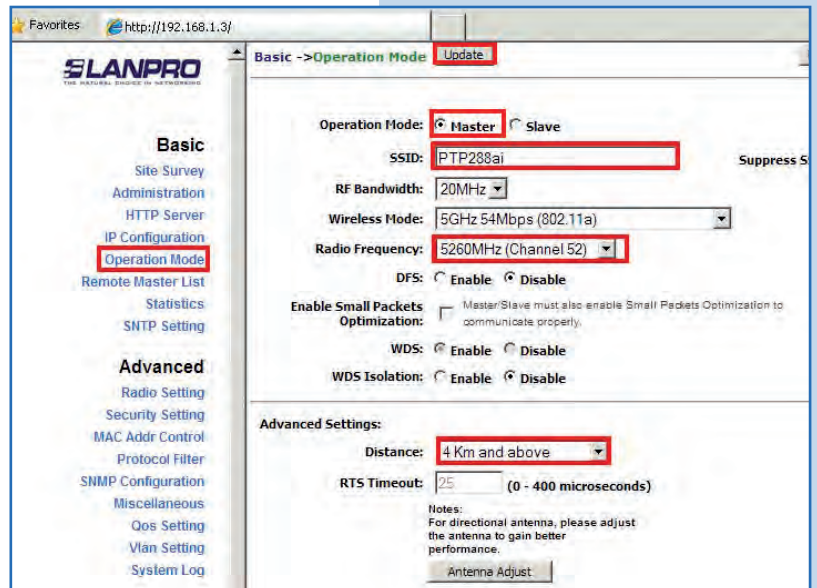 Favorites
http://192.168.1.3/
LANPRO
THE NATURAL CHOICE IN NETWORKING
Basic
Site Survey
Administration
HTTP Server
IP Configuration
Operation Mode
Remote Master List
Statistics
SNTP Setting
Advanced
Radio Setting
Security Setting
MAC Addr Control
Protocol Filter
SNMP Configuration
Miscellaneous
Qos Setting
Vlan Setting
System Log
Basic ->Operation Mode Update
Operation Mode: Master Slave
SSID: PTP288ai Suppress S
RF Bandwidth: 20MHz
Wireless Mode: 5GHz 54Mbps (802.11a)
Radio Frequency: 5260MHz (Channel 52)
DFS: Enable Disable
Enable Small Packets Master/Slave must also enable Small Packets Optimization to
Optimization: communicate properly.
WDS: Enable Disable
WDS Isolation: Enable Disable
Advanced Settings:
Distance: 4 Km and above
RTS Timeout: 25 (0 - 400 microseconds)
Notes:
For directional antenna, please adjust
the antenna to gain better
performance.
Antenna Adjust